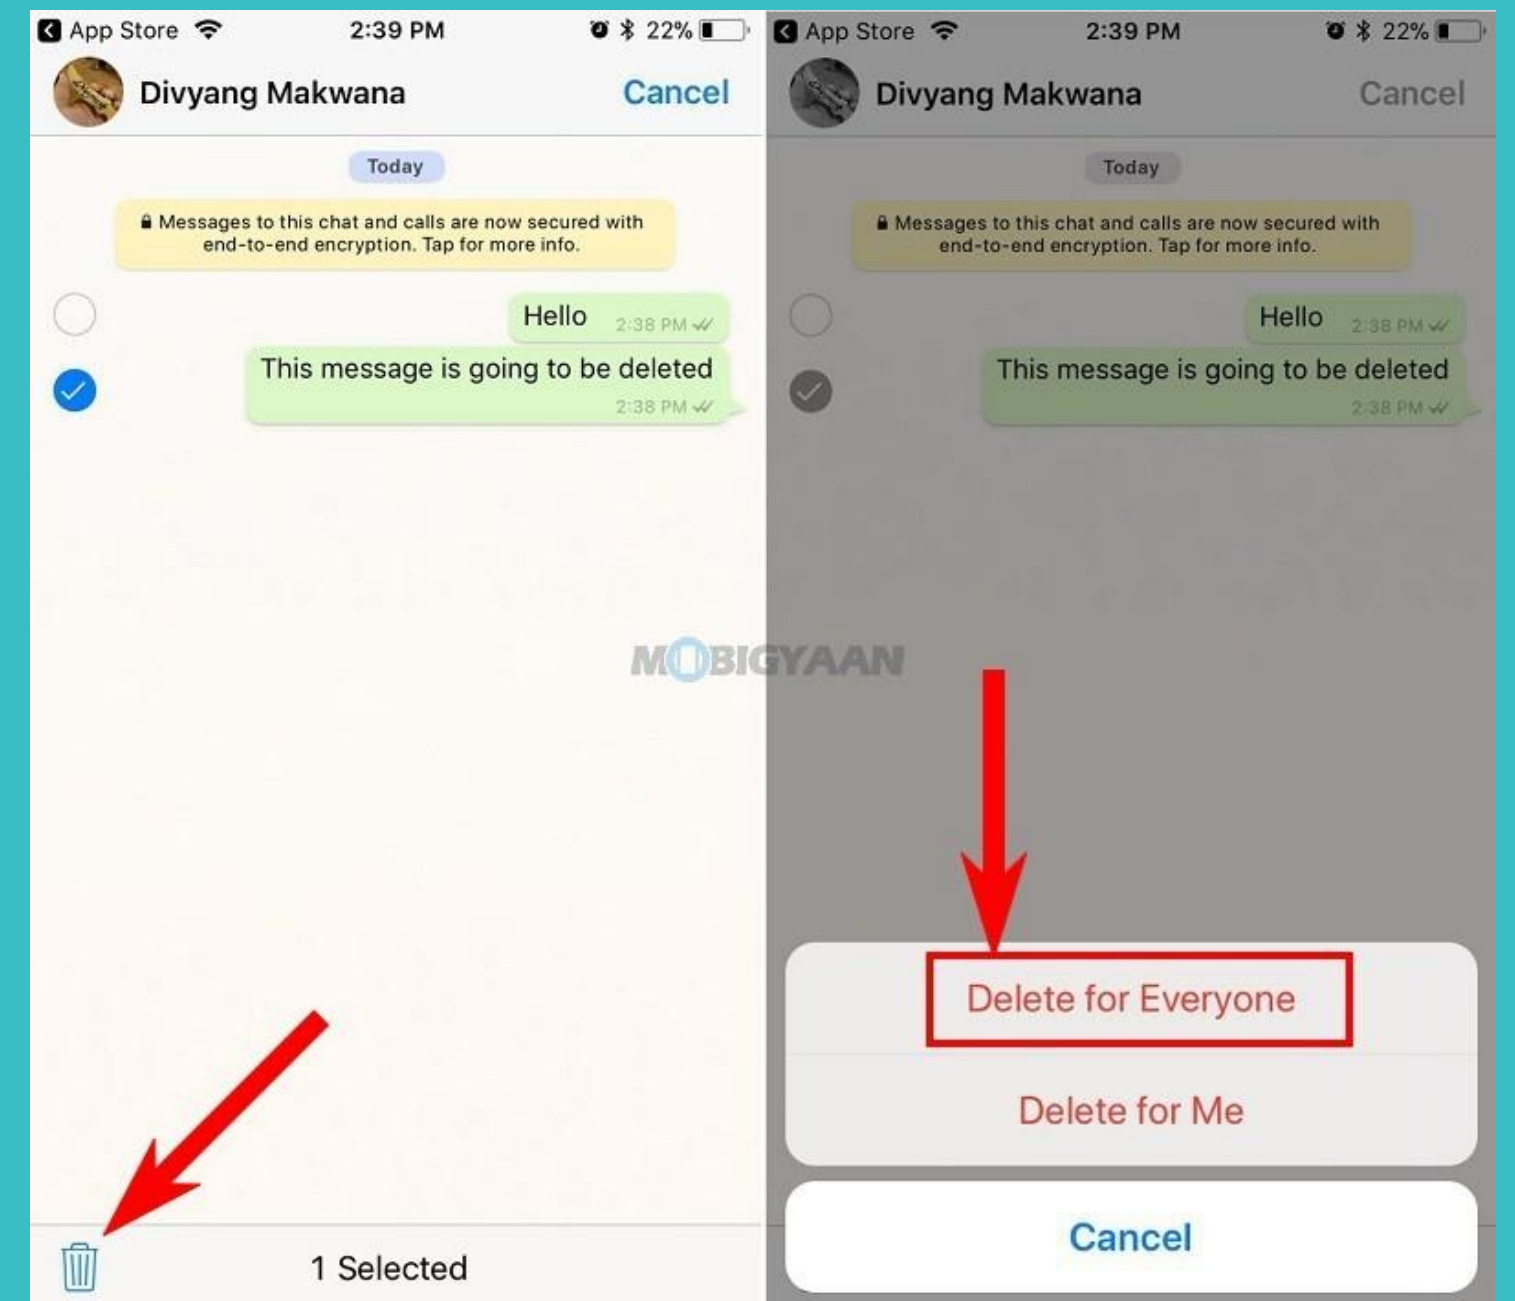 App Store 2:39 PM 22%
Divyang Makwana Cancel
Today
Messages to this chat and calls are now secured with
end-to-end encryption. Tap for more info.
Hello 2:38 PM
This message is going to be deleted
2:38 PM
1 Selected
App Store 2:39 PM 22%
Divyang Makwana Cancel
Today
Messages to this chat and calls are now secured with
end-to-end encryption. Tap for more info.
Hello 2:38 PM
This message is going to be deleted
2:38 PM
MOBIGYAAN
Delete for Everyone
Delete for Me
Cancel